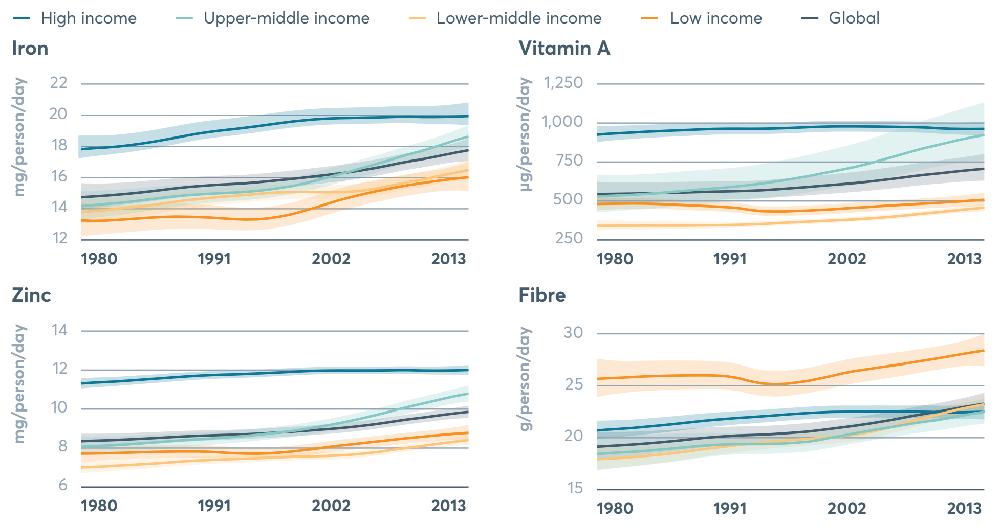 High income Upper-middle income Lower-middle income Low income Global
Iron
mg/person/day
22
20
18
16
14
12
1980 1991 2002 2013
Vitamin A
µg/person/day
1,250
1,000
750
500
250
1980 1991 2002 2013
Zinc
mg/person/day
14
12
10
8
6
1980 1991 2002 2013
Fibre
g/person/day
30
25
20
15
1980 1991 2002 2013